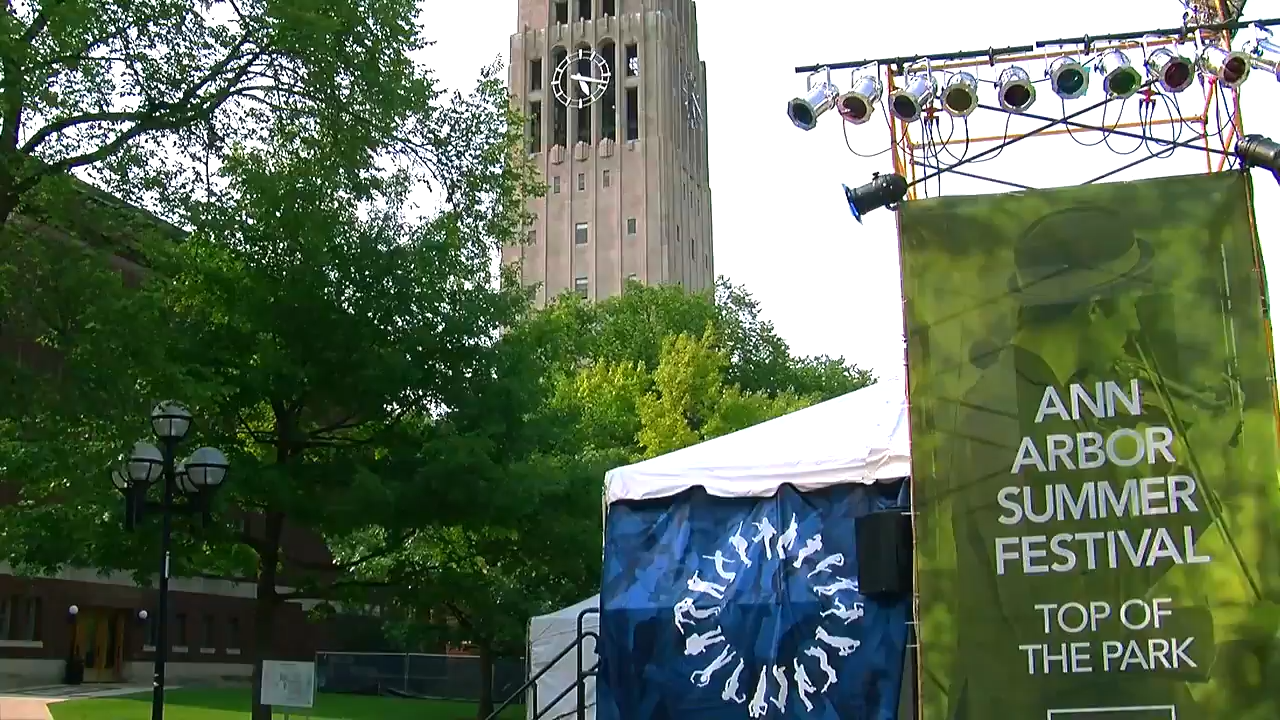 ANN
ARBOR
SUMMER
FESTIVAL
TOP OF
THE PARK